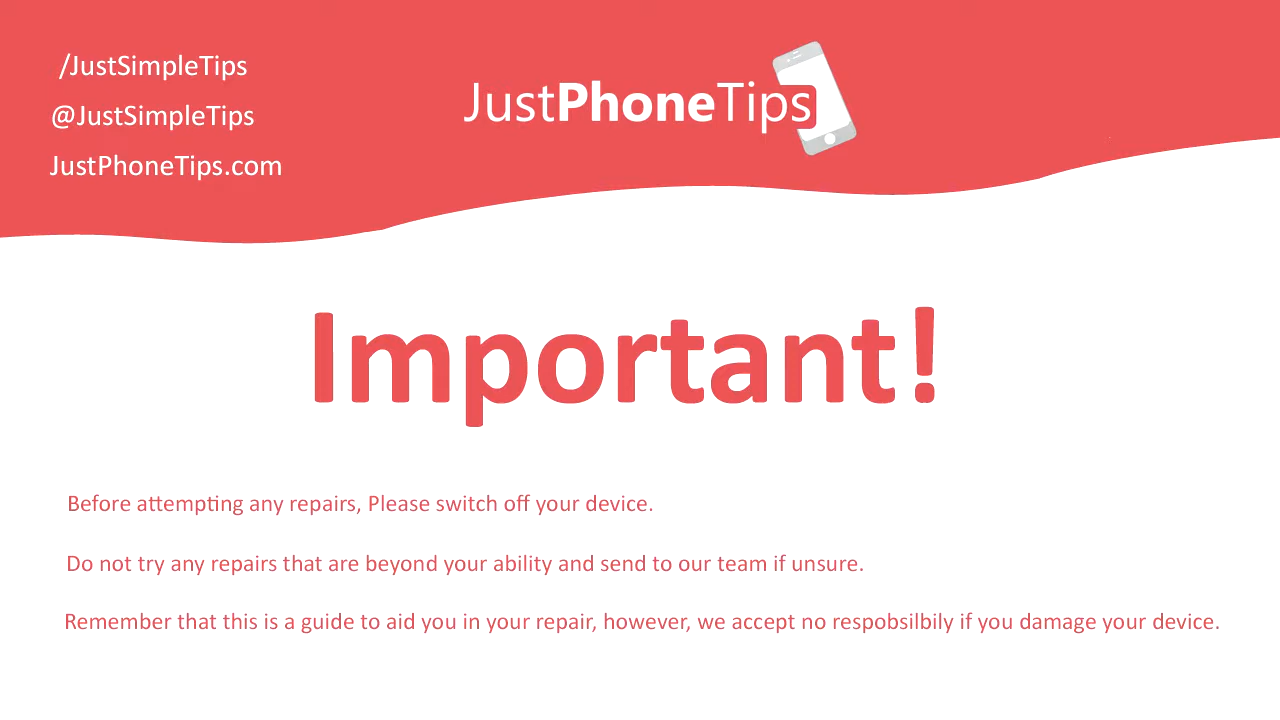 /JustSimpleTips
@JustSimpleTips
JustPhoneTips.com
JustPhoneTips
Important!
Before attempting any repairs, Please switch off your device.
Do not try any repairs that are beyond your ability and send to our team if unsure.
Remember that this is a guide to aid you in your repair, however, we accept no respobsilbily if you damage your device.